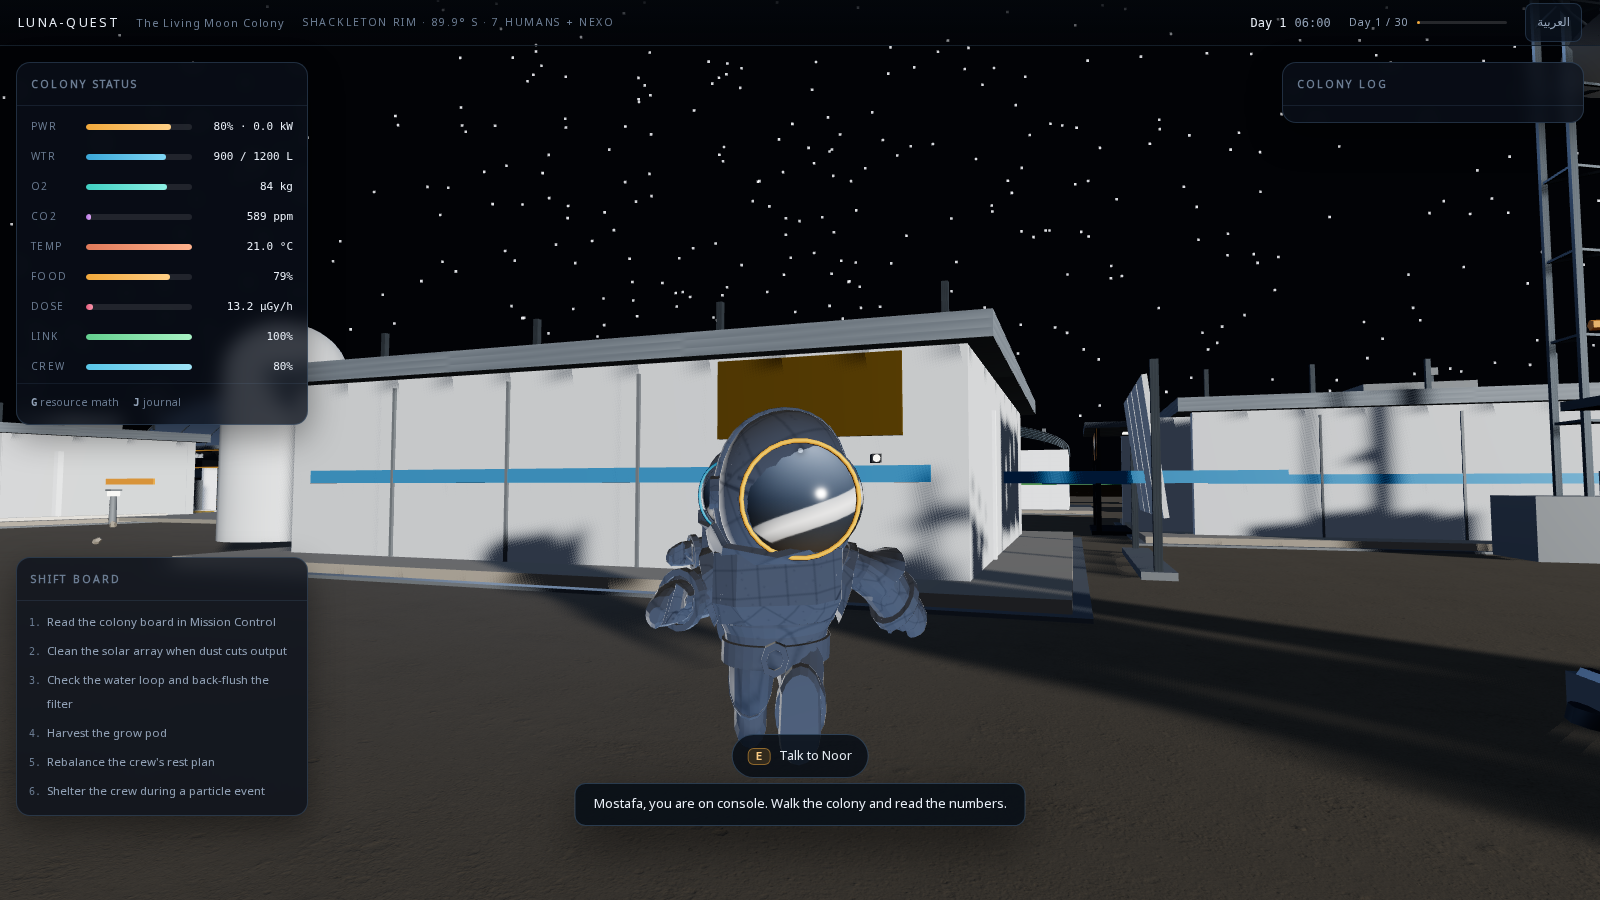 LUNA-QUEST The Living Moon Colony SHACKLETON RIM · 89.9° S · 7 HUMANS + NEXO Day 1 06:00 Day 1 / 30 العربية
COLONY STATUS
PWR 80% · 0.0 kW
WTR 900 / 1200 L
O2 84 kg
CO2 589 ppm
TEMP 21.0 °C
FOOD 79%
DOSE 13.2 µGy/h
LINK 100%
CREW 80%
G resource math J journal
COLONY LOG
SHIFT BOARD
1. Read the colony board in Mission Control
2. Clean the solar array when dust cuts output
3. Check the water loop and back-flush the
filter
4. Harvest the grow pod
5. Rebalance the crew's rest plan
6. Shelter the crew during a particle event
E Talk to Noor
Mostafa, you are on console. Walk the colony and read the numbers.